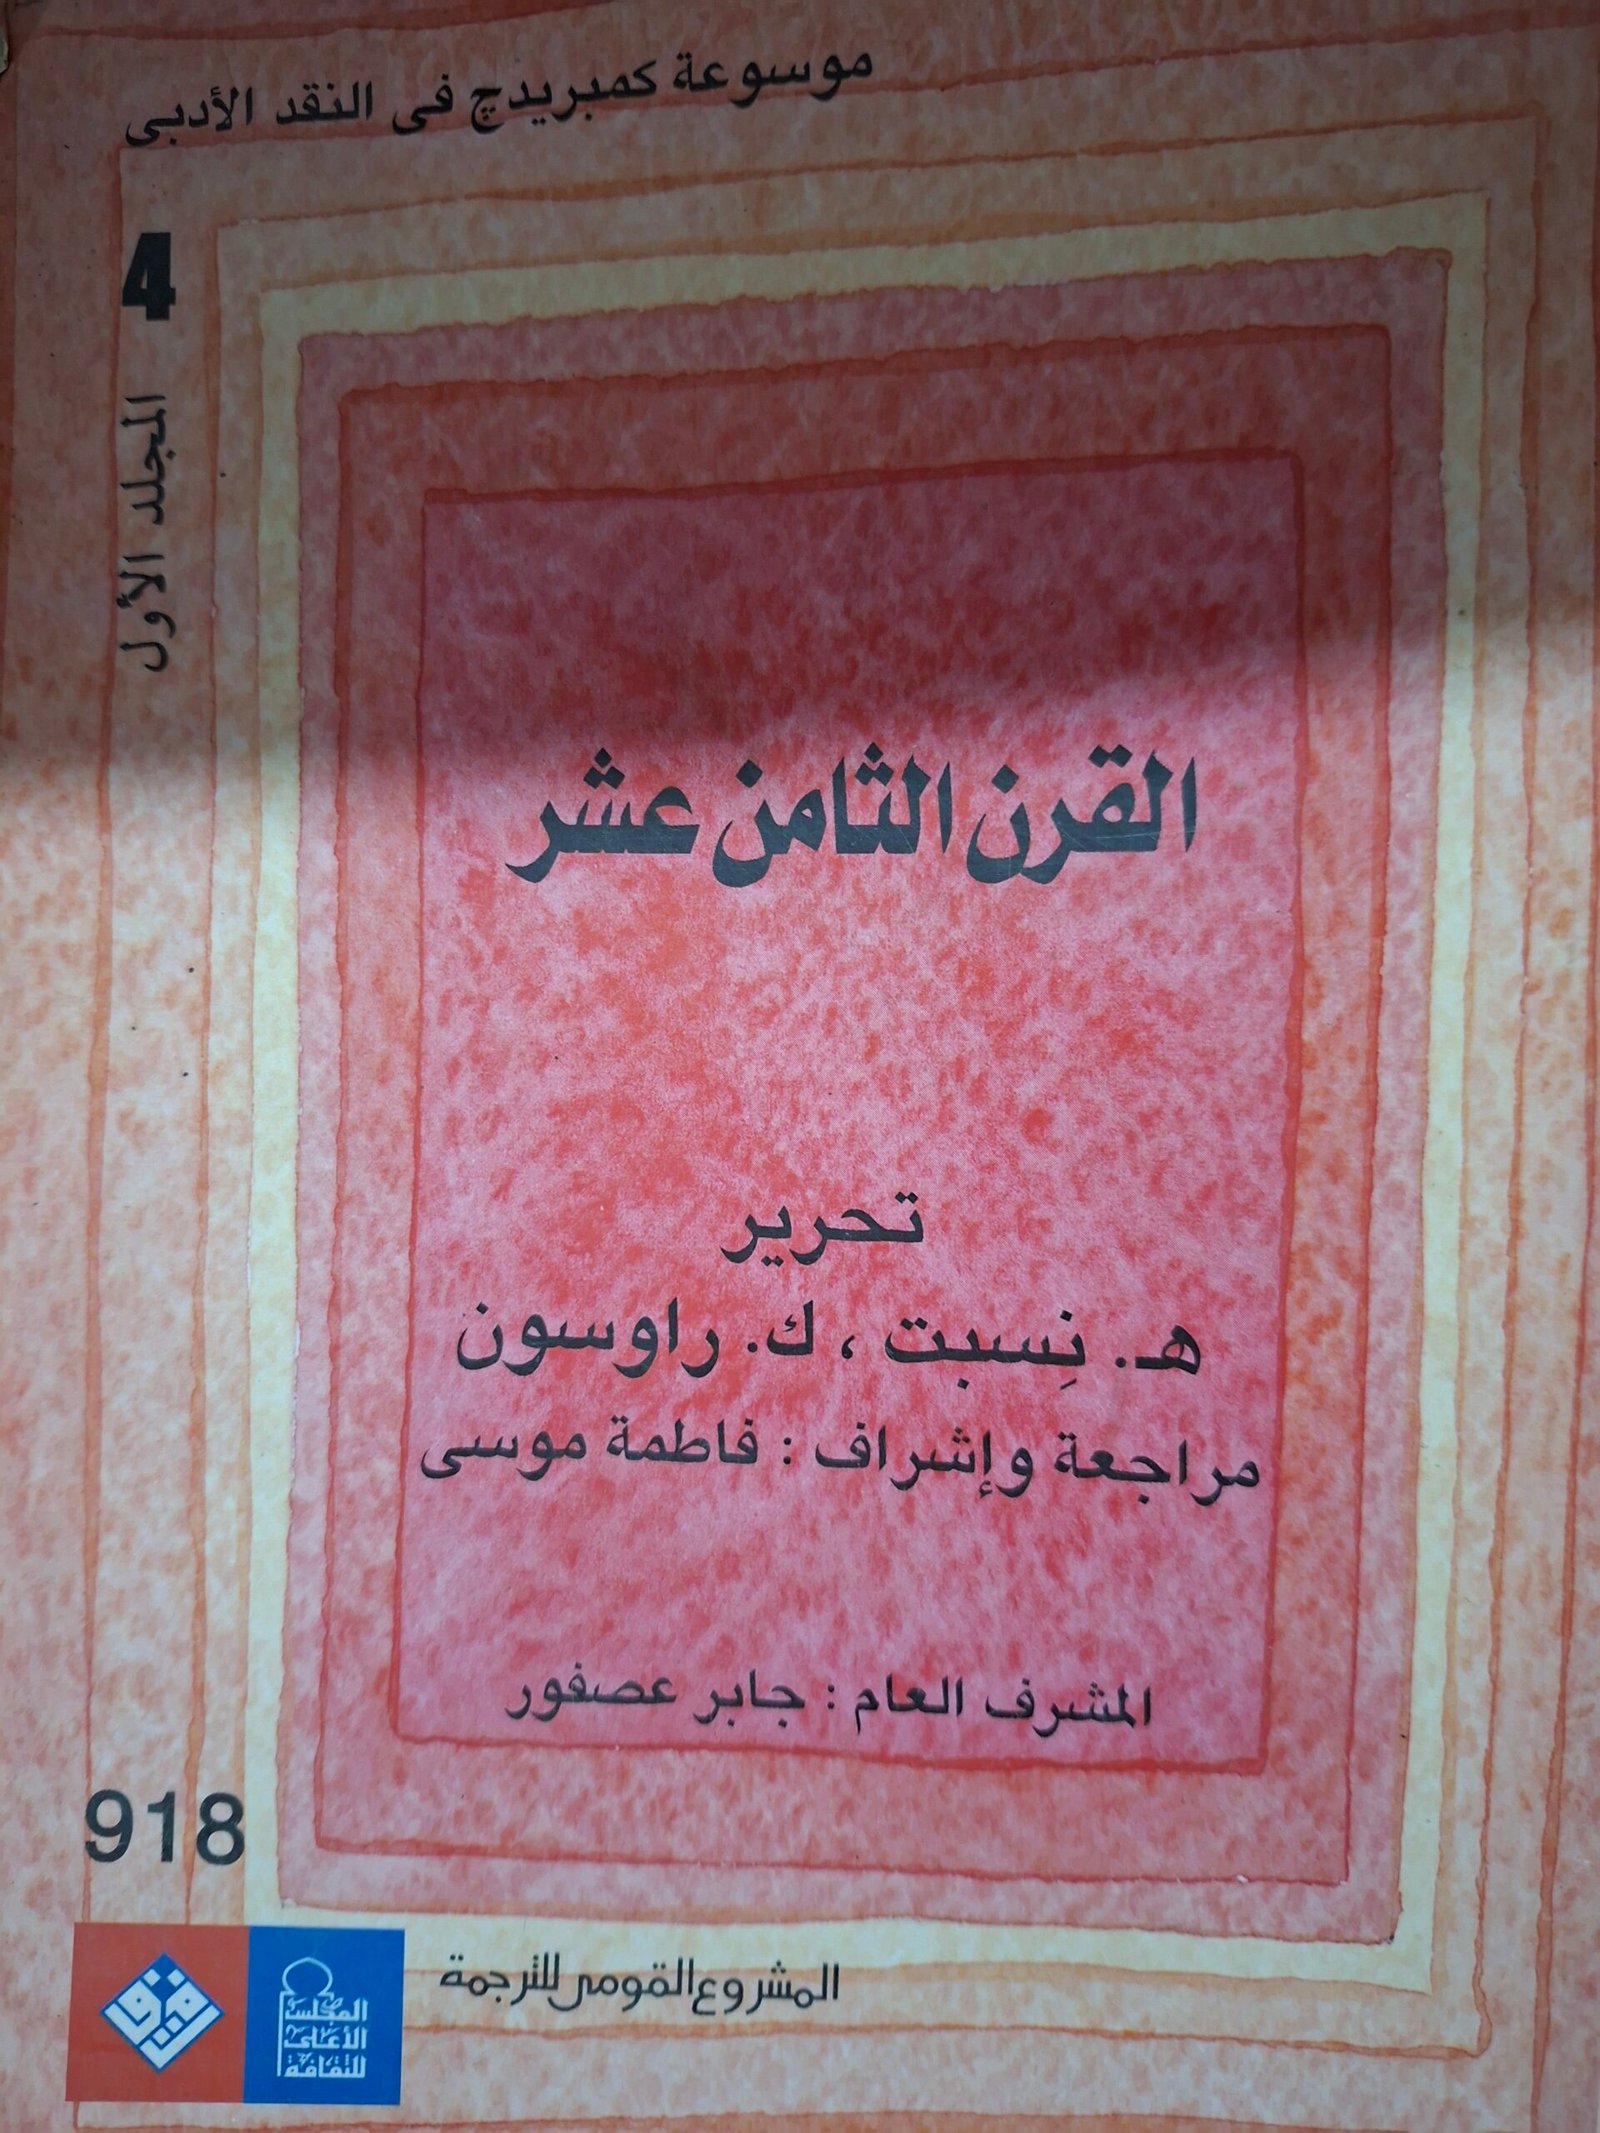 موسوعة كمبريدچ فى النقد الأدبى
4
المجلد الأول
القرن الثامن عشر
تحرير
هـ. نِسبت ، ك. راوسون
مراجعة وإشراف : فاطمة موسى
المشرف العام : جابر عصفور
918
المشروع القومى للترجمة
المجلس
الأعلى
للثقافة